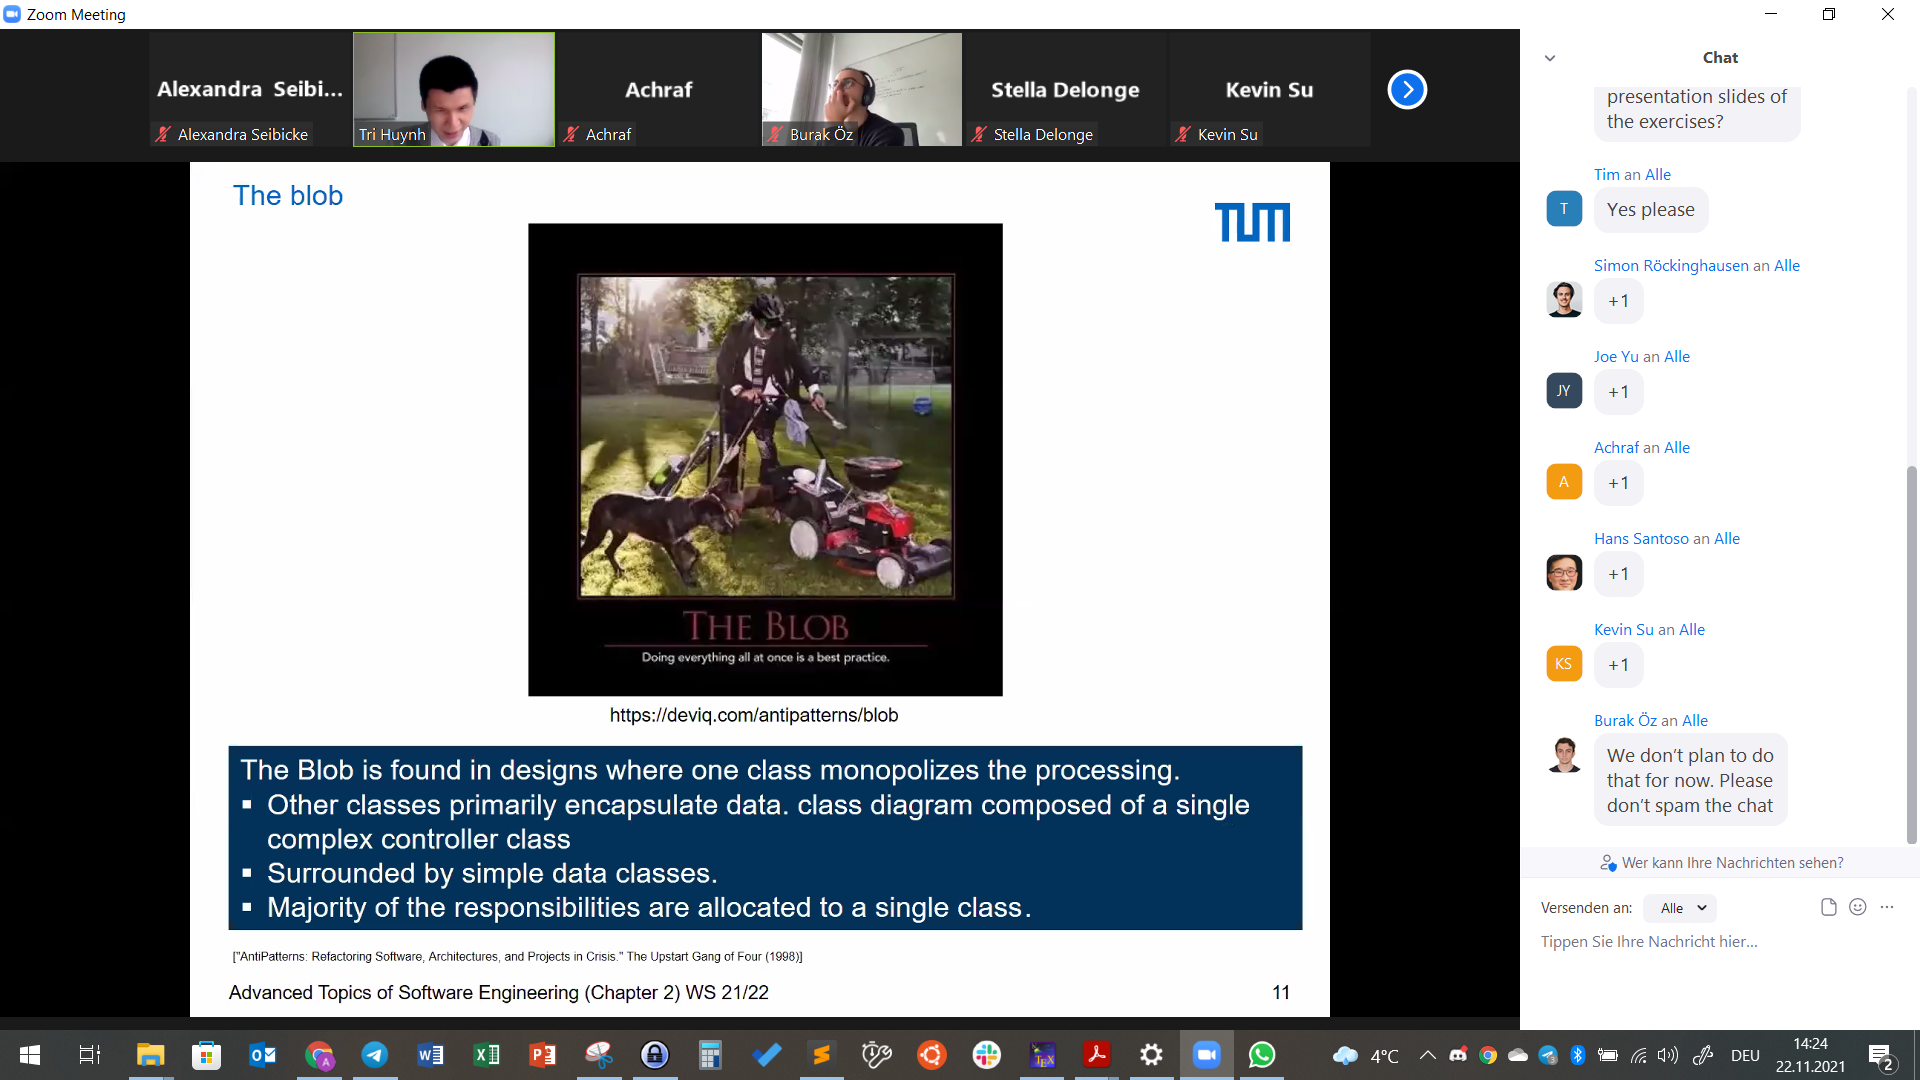 Zoom Meeting
Alexandra Seibi...
Achraf
Stella Delonge
Kevin Su
Alexandra Seibicke
Tri Huynh
Achraf
Burak Öz
Stella Delonge
Kevin Su
The blob
TUM
THE BLOB
Doing everything all at once is a best practice.
https://deviq.com/antipatterns/blob
The Blob is found in designs where one class monopolizes the processing.
▪ Other classes primarily encapsulate data. class diagram composed of a single
complex controller class
▪ Surrounded by simple data classes.
▪ Majority of the responsibilities are allocated to a single class.
["AntiPatterns: Refactoring Software, Architectures, and Projects in Crisis." The Upstart Gang of Four (1998)]
Advanced Topics of Software Engineering (Chapter 2) WS 21/22
11
Chat
presentation slides of
the exercises?
Tim an Alle
T
Yes please
Simon Röckinghausen an Alle
+1
Joe Yu an Alle
JY
+1
Achraf an Alle
A
+1
Hans Santoso an Alle
+1
Kevin Su an Alle
KS
+1
Burak Öz an Alle
We don't plan to do
that for now. Please
don't spam the chat
Wer kann Ihre Nachrichten sehen?
Versenden an: Alle
Tippen Sie Ihre Nachricht hier...
4°C
DEU
14:24
22.11.2021
2